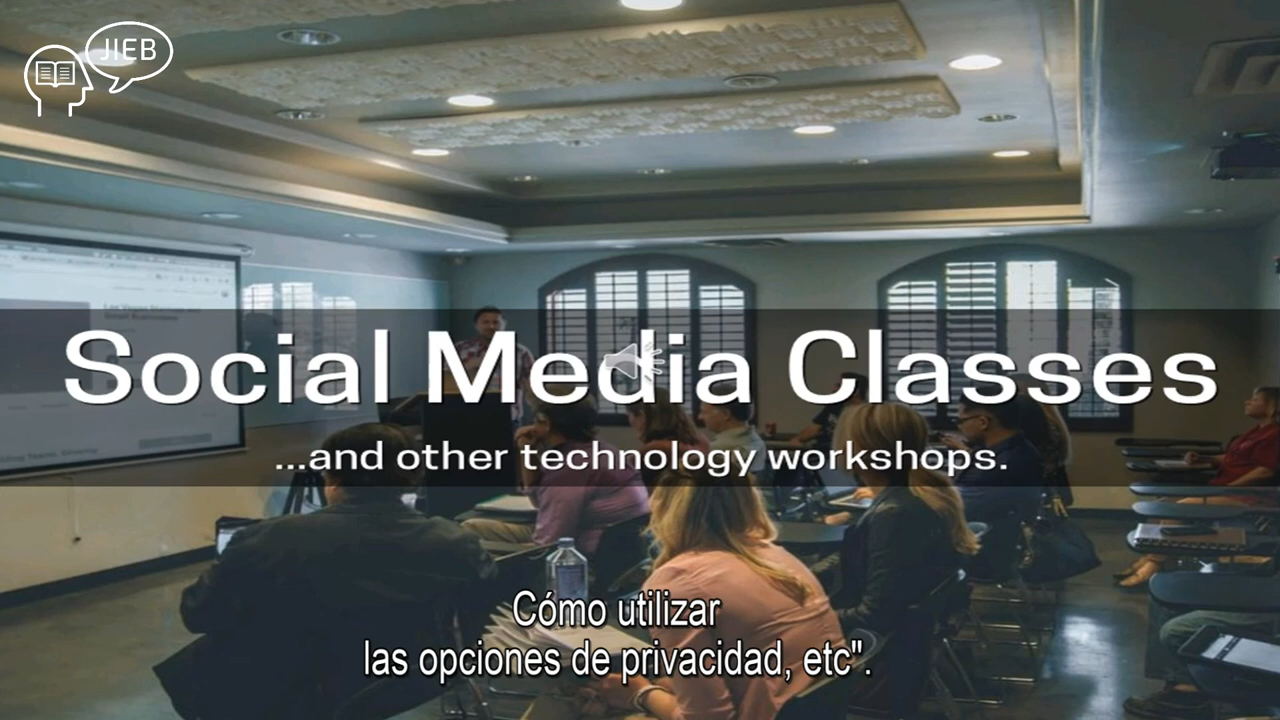 JIEB
Social Media Classes
...and other technology workshops.
Cómo utilizar
las opciones de privacidad, etc".